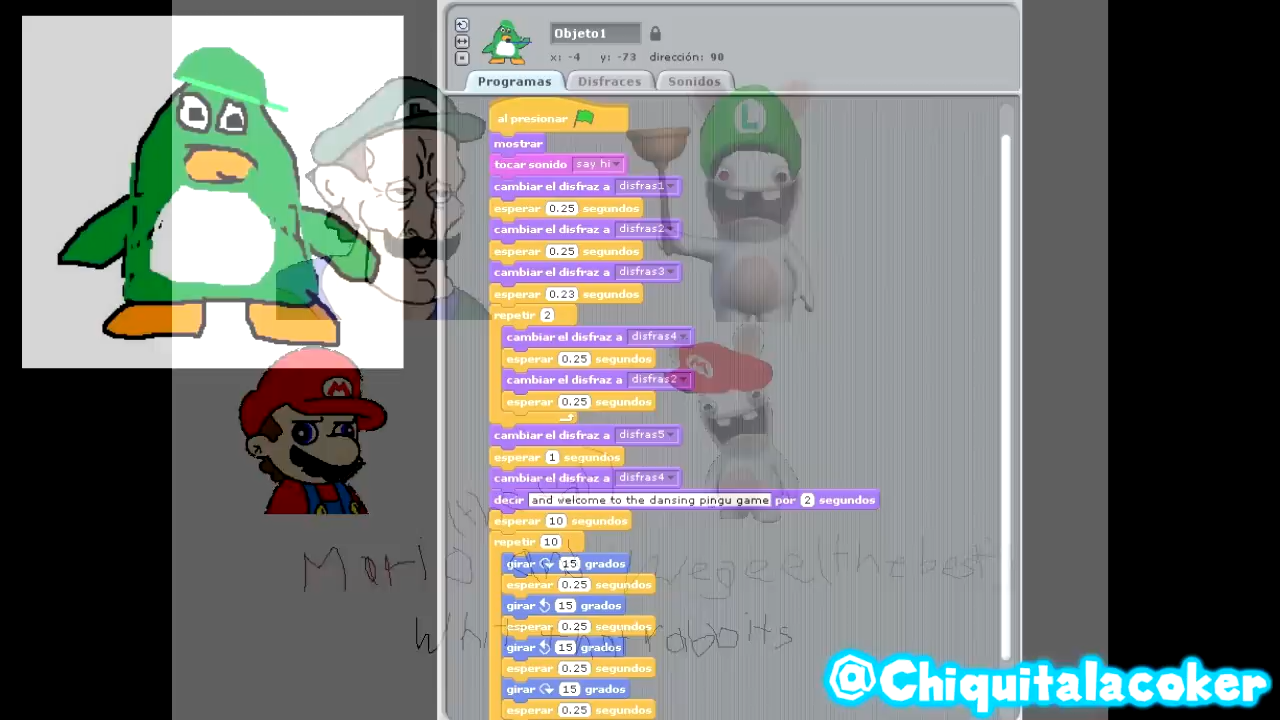 Objeto1
x: -4 y: -73 dirección: 90
Programas Disfraces Sonidos
al presionar
mostrar
tocar sonido say hi
cambiar el disfraz a disfras1
esperar 0.25 segundos
cambiar el disfraz a disfras2
esperar 0.25 segundos
cambiar el disfraz a disfras3
esperar 0.23 segundos
repetir 2
cambiar el disfraz a disfras4
esperar 0.25 segundos
cambiar el disfraz a disfras2
esperar 0.25 segundos
cambiar el disfraz a disfras5
esperar 1 segundos
cambiar el disfraz a disfras4
decir and welcome to the dansing pingu game por 2 segundos
esperar 10 segundos
repetir 10
girar 15 grados
esperar 0.25 segundos
girar 15 grados
esperar 0.25 segundos
girar 15 grados
esperar 0.25 segundos
girar 15 grados
esperar 0.25 segundos
L
L
M
M
Mario
thebest
rabbits
@Chiquitalacoker